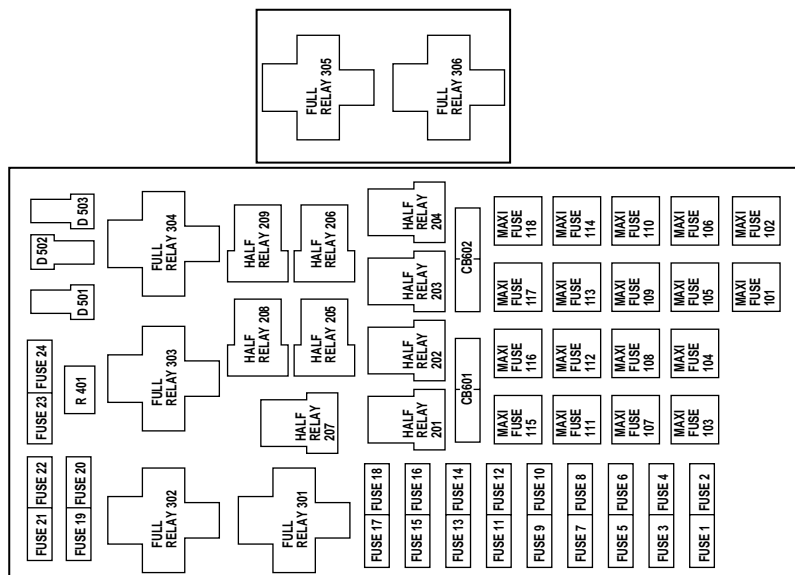 FULL
RELAY 305
FULL
RELAY 306
D 503
D 502
D 501
FULL
RELAY 304
HALF
RELAY 209
HALF
RELAY 206
HALF
RELAY
204
CB602
MAXI
FUSE
118
MAXI
FUSE
114
MAXI
FUSE
110
MAXI
FUSE
106
MAXI
FUSE
102
HALF
RELAY
203
MAXI
FUSE
117
MAXI
FUSE
113
MAXI
FUSE
109
MAXI
FUSE
105
MAXI
FUSE
101
FUSE 24
FUSE 23
R 401
FULL
RELAY 303
HALF
RELAY 208
HALF
RELAY 205
HALF
RELAY
202
CB601
MAXI
FUSE
116
MAXI
FUSE
112
MAXI
FUSE
108
MAXI
FUSE
104
HALF
RELAY
207
HALF
RELAY
201
MAXI
FUSE
115
MAXI
FUSE
111
MAXI
FUSE
107
MAXI
FUSE
103
FUSE 22
FUSE 20
FUSE 21
FUSE 19
FULL
RELAY 302
FULL
RELAY 301
FUSE 18
FUSE 16
FUSE 14
FUSE 12
FUSE 10
FUSE 8
FUSE 6
FUSE 4
FUSE 2
FUSE 17
FUSE 15
FUSE 13
FUSE 11
FUSE 9
FUSE 7
FUSE 5
FUSE 3
FUSE 1